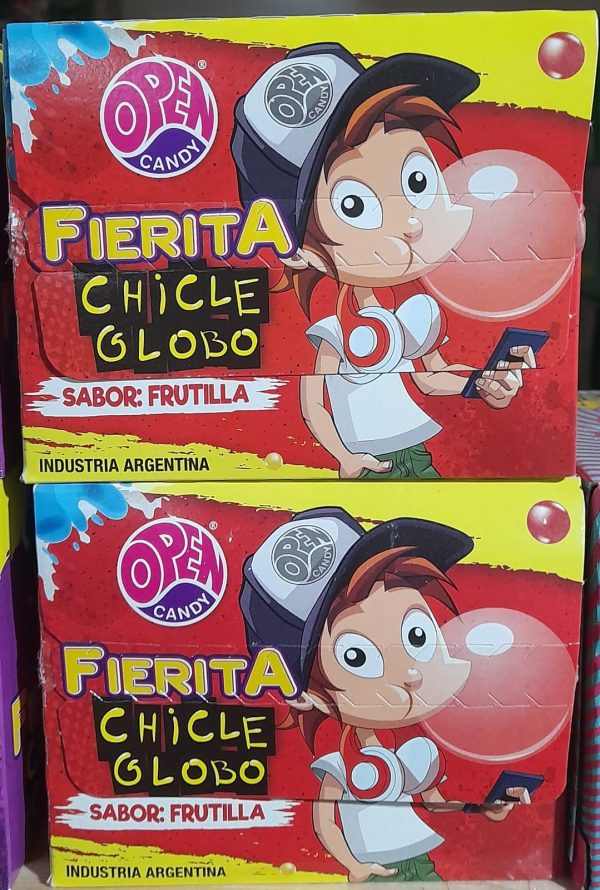 OPEN
CANDY
®
OPEN
CANDY
FIERITA
CHiCLE
GLOBO
SABOR: FRUTILLA
INDUSTRIA ARGENTINA
OPEN
CANDY
®
OPEN
CANDY
FIERITA
CHiCLE
GLOBO
SABOR: FRUTILLA
INDUSTRIA ARGENTINA